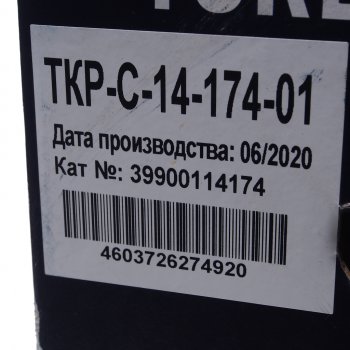 ТКР-С-14-174-01
Дата производства: 06/2020
Кат №: 39900114174
4603726274920